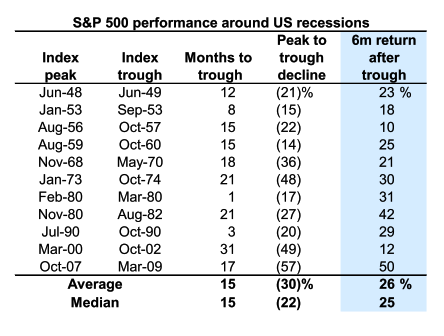 S&P 500 performance around US recessions
Peak to 6m return
Index Index Months to trough after
peak trough trough decline trough
Jun-48 Jun-49 12 (21)% 23 %
Jan-53 Sep-53 8 (15) 18
Aug-56 Oct-57 15 (22) 10
Aug-59 Oct-60 15 (14) 25
Nov-68 May-70 18 (36) 21
Jan-73 Oct-74 21 (48) 30
Feb-80 Mar-80 1 (17) 31
Nov-80 Aug-82 21 (27) 42
Jul-90 Oct-90 3 (20) 29
Mar-00 Oct-02 31 (49) 12
Oct-07 Mar-09 17 (57) 50
Average 15 (30)% 26 %
Median 15 (22) 25